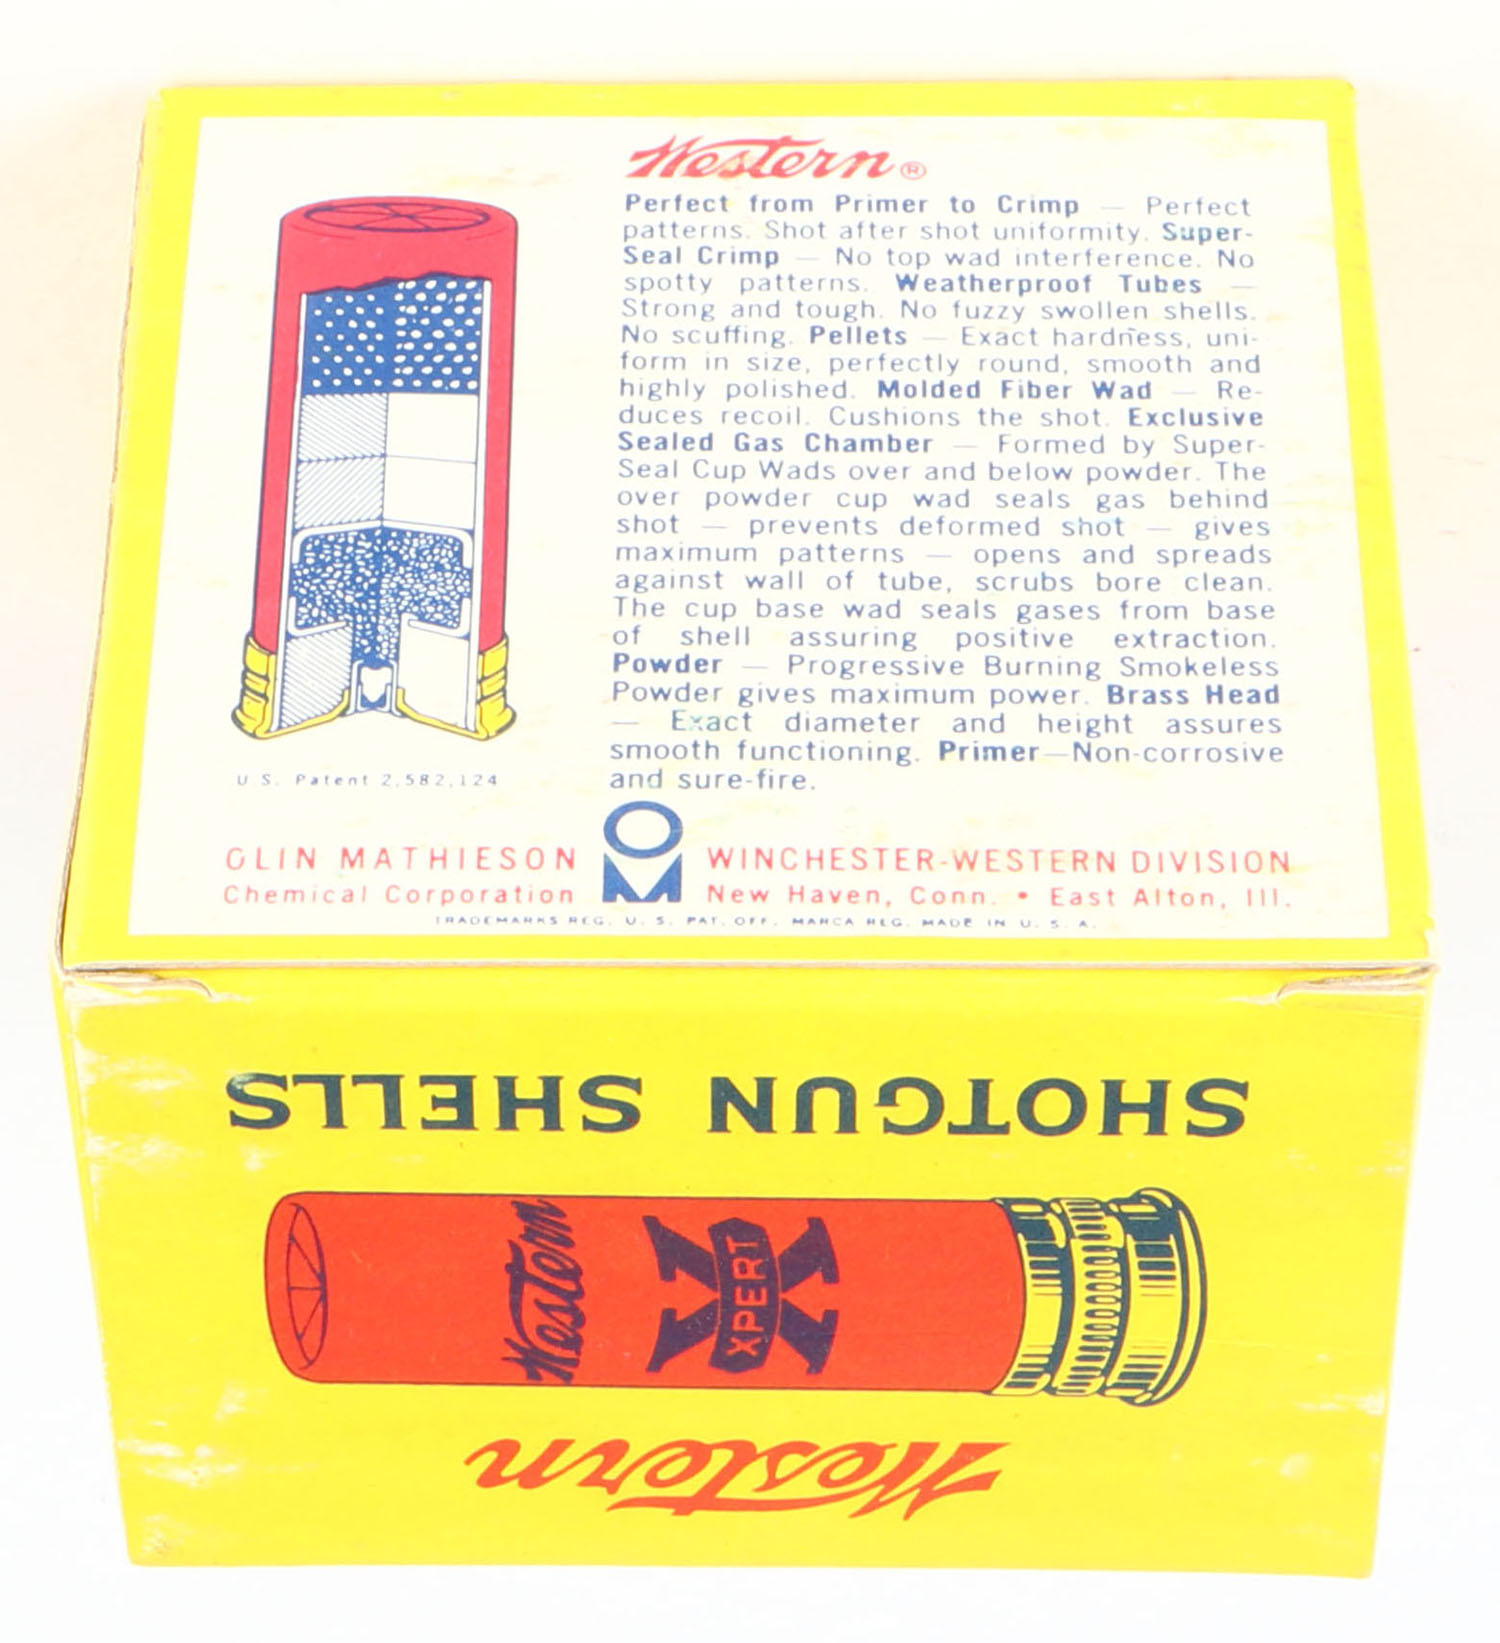 Western®
Perfect from Primer to Crimp — Perfect
patterns. Shot after shot uniformity. Super-
Seal Crimp — No top wad interference. No
spotty patterns. Weatherproof Tubes —
Strong and tough. No fuzzy swollen shells.
No scuffing. Pellets — Exact hardness, uni-
form in size, perfectly round, smooth and
highly polished. Molded Fiber Wad — Re-
duces recoil. Cushions the shot. Exclusive
Sealed Gas Chamber — Formed by Super-
Seal Cup Wads over and below powder. The
over powder cup wad seals gas behind
shot — prevents deformed shot — gives
maximum patterns — opens and spreads
against wall of tube, scrubs bore clean.
The cup base wad seals gases from base
of shell assuring positive extraction.
Powder — Progressive Burning Smokeless
Powder gives maximum power. Brass Head
— Exact diameter and height assures
smooth functioning. Primer—Non-corrosive
and sure-fire.
U.S. Patent 2,582,124
OM
OLIN MATHIESON
Chemical Corporation
WINCHESTER-WESTERN DIVISION
New Haven, Conn. • East Alton, Ill.
TRADEMARKS REG. U. S. PAT. OFF. MARCA REG. MADE IN U. S. A.
SHOTGUN SHELLS
Western
X
XPERT
Western